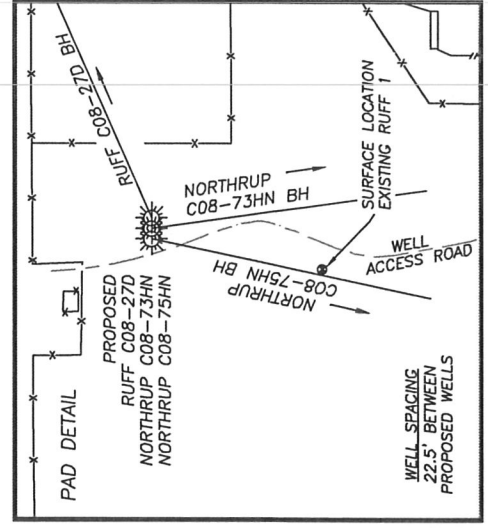 PAD DETAIL
PROPOSED
RUFF C08-27D
NORTHRUP C08-73HN
NORTHRUP C08-75HN
RUFF C08-27D BH
NORTHRUP
C08-73HN BH
NORTHRUP
C08-75HN BH
SURFACE LOCATION
EXISTING RUFF 1
WELL
ACCESS ROAD
WELL SPACING
22.5' BETWEEN
PROPOSED WELLS